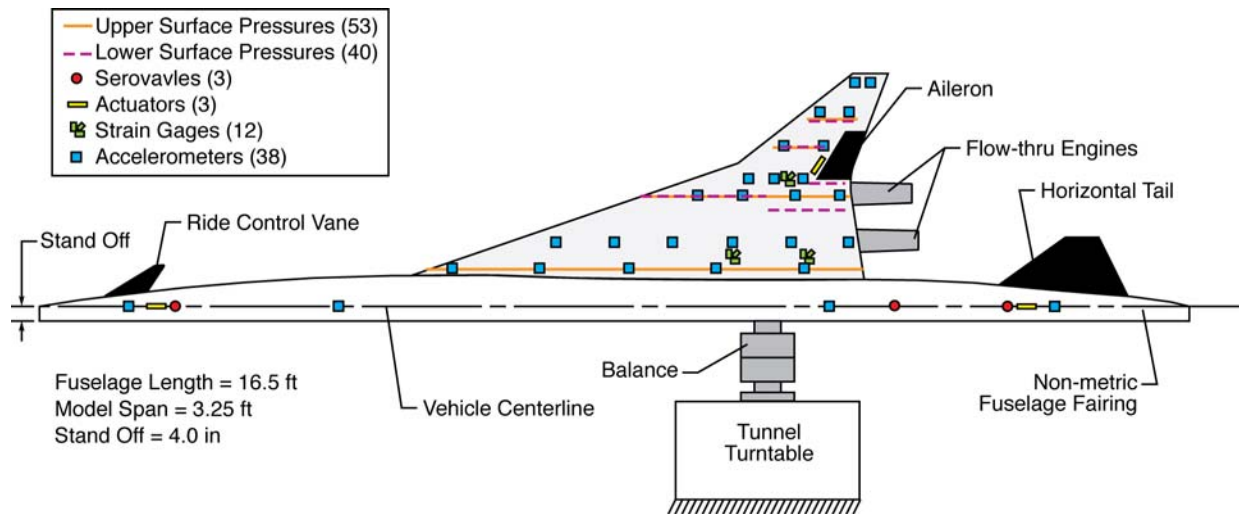 Upper Surface Pressures (53)
Lower Surface Pressures (40)
Serovavles (3)
Actuators (3)
Strain Gages (12)
Accelerometers (38)
Aileron
Flow-thru Engines
Horizontal Tail
Ride Control Vane
Stand Off
Balance
Vehicle Centerline
Non-metric
Fuselage Fairing
Fuselage Length = 16.5 ft
Model Span = 3.25 ft
Stand Off = 4.0 in
Tunnel
Turntable